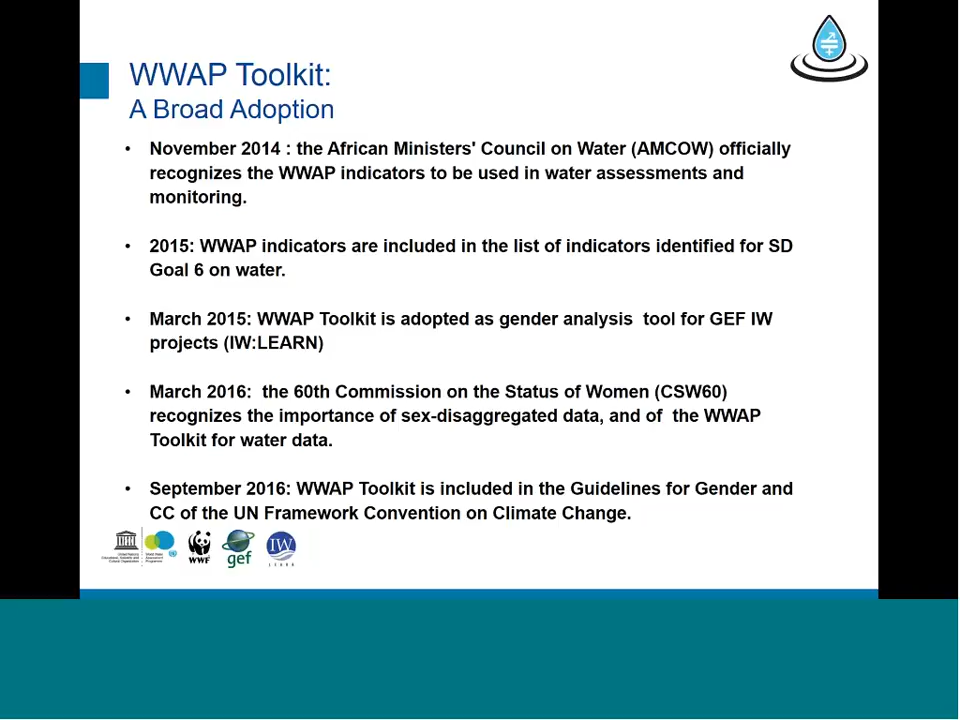 WWAP Toolkit:
A Broad Adoption
• November 2014 : the African Ministers' Council on Water (AMCOW) officially
recognizes the WWAP indicators to be used in water assessments and
monitoring.
• 2015: WWAP indicators are included in the list of indicators identified for SD
Goal 6 on water.
• March 2015: WWAP Toolkit is adopted as gender analysis  tool for GEF IW
projects (IW:LEARN)
• March 2016:  the 60th Commission on the Status of Women (CSW60)
recognizes the importance of sex-disaggregated data, and of  the WWAP
Toolkit for water data.
• September 2016: WWAP Toolkit is included in the Guidelines for Gender and
CC of the UN Framework Convention on Climate Change.
WWF
gef
IW
LEARN